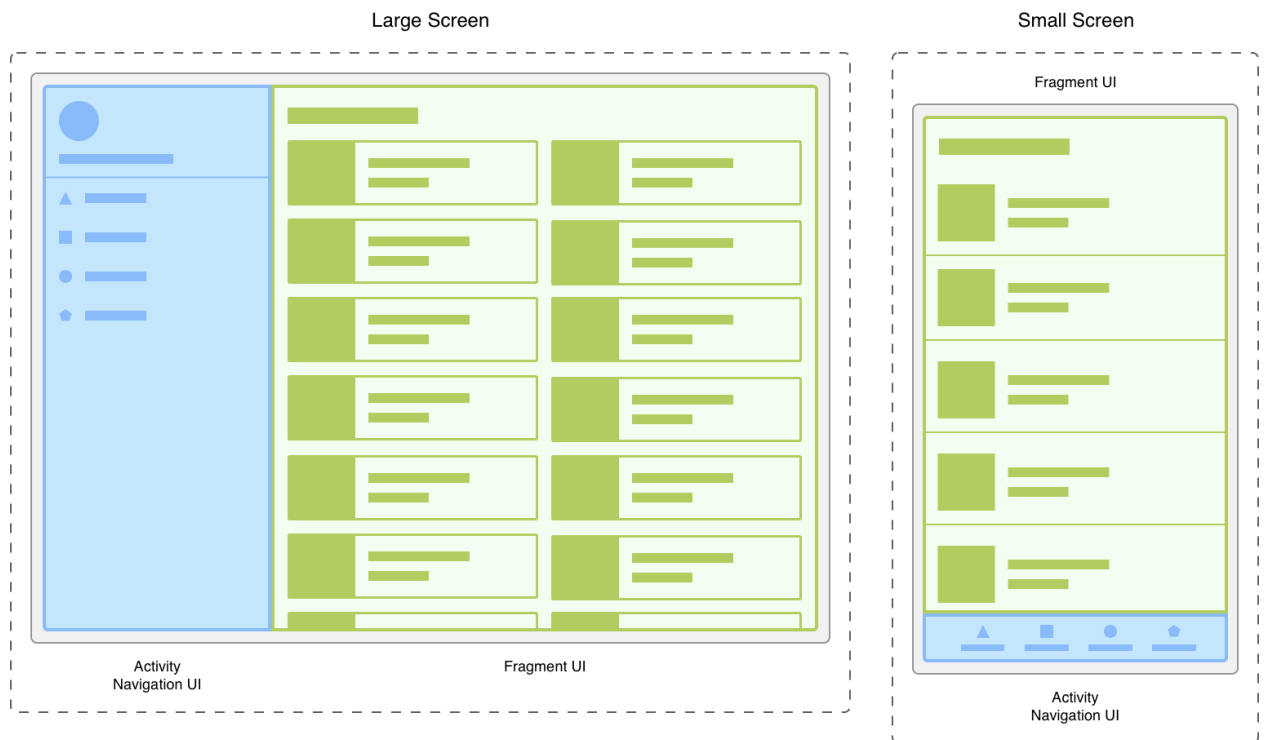 Large Screen
Activity
Navigation UI
Fragment UI
Small Screen
Fragment UI
Activity
Navigation UI